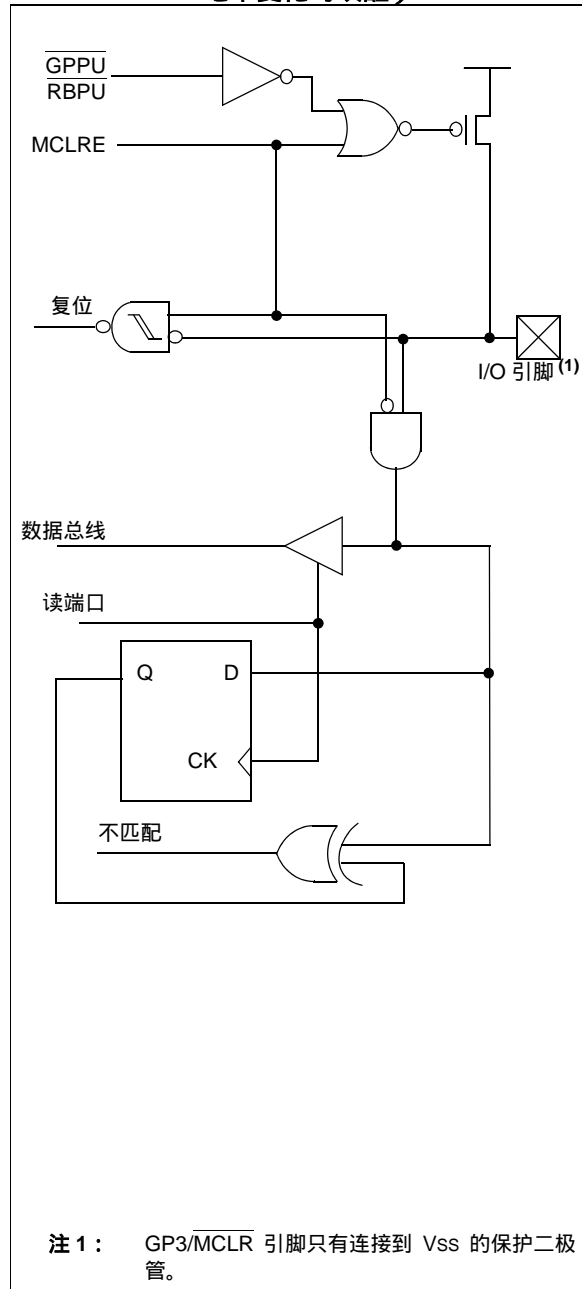 GPPU
RBPU
MCLRE
复位
I/O 引脚 (1)
数据总线
读端口
Q D
CK
不匹配
注 1： GP3/MCLR 引脚只有连接到 Vss 的保护二极
管。